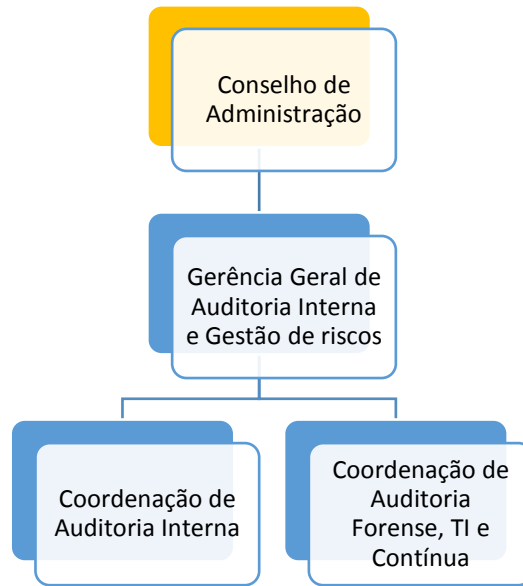 Conselho de
Administração
Gerência Geral de
Auditoria Interna
e Gestão de riscos
Coordenação de
Auditoria Interna
Coordenação de
Auditoria
Forense, TI e
Contínua